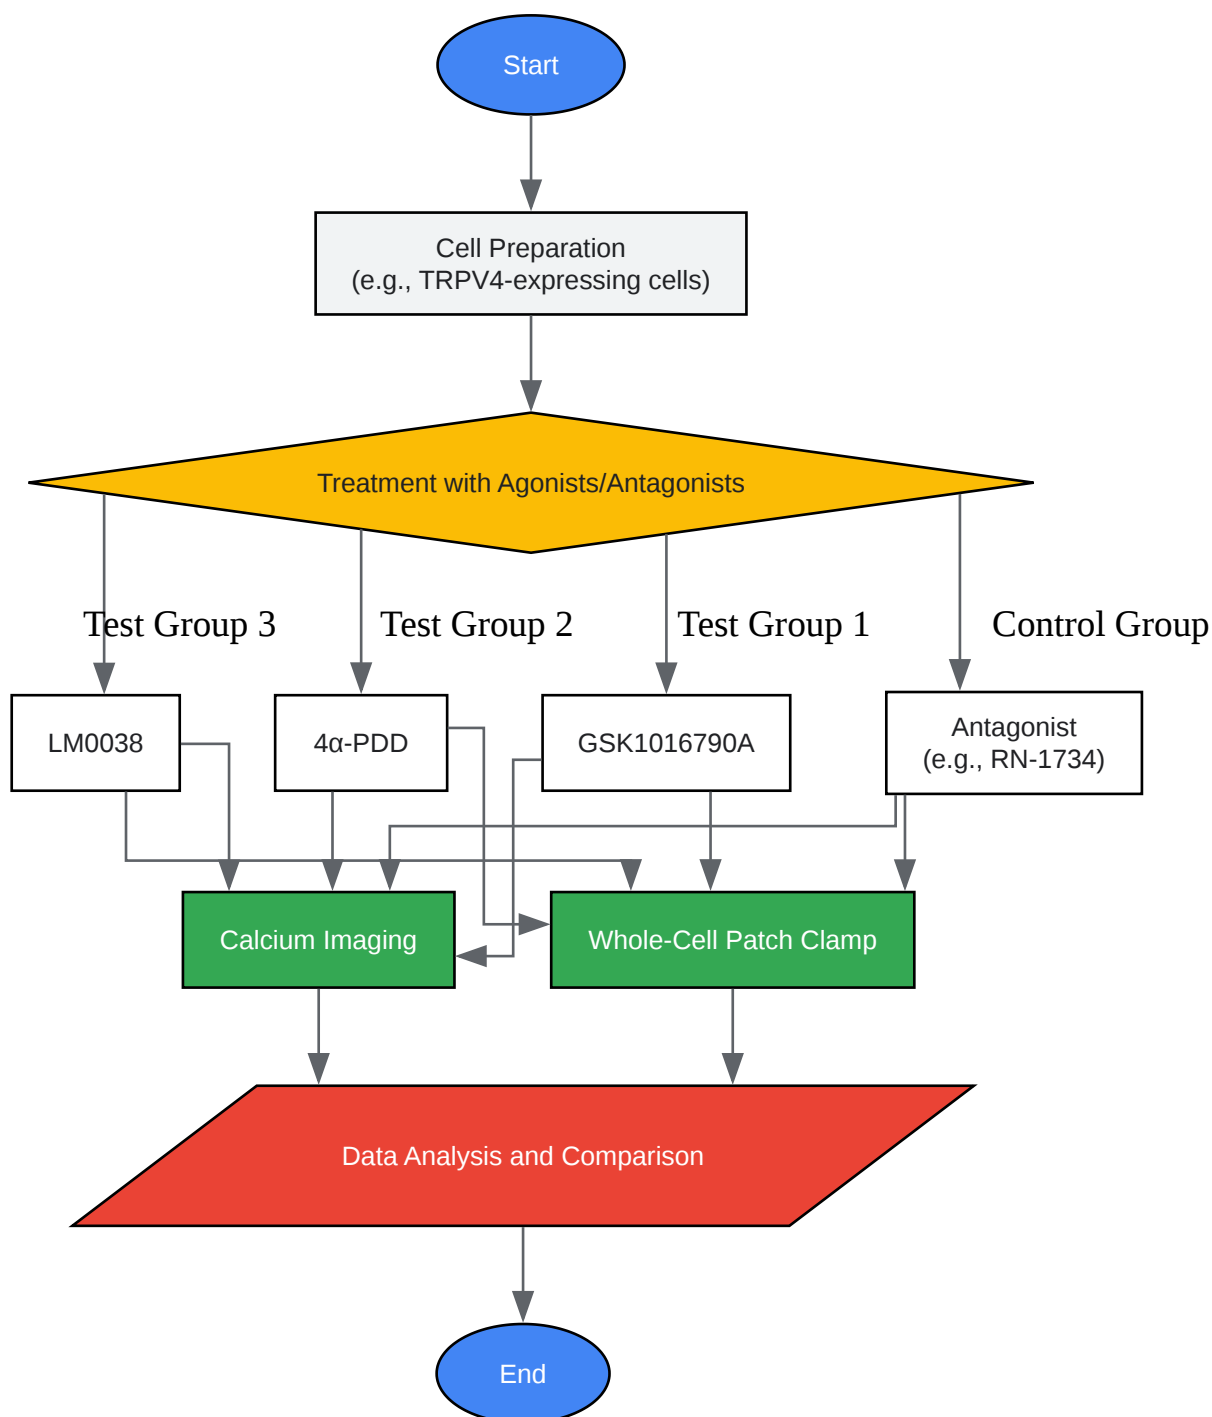 Start
Cell Preparation
(e.g., TRPV4-expressing cells)
Treatment with Agonists/Antagonists
Test Group 3
Test Group 2
Test Group 1
Control Group
LM0038
4α-PDD
GSK1016790A
Antagonist
(e.g., RN-1734)
Calcium Imaging
Whole-Cell Patch Clamp
Data Analysis and Comparison
End